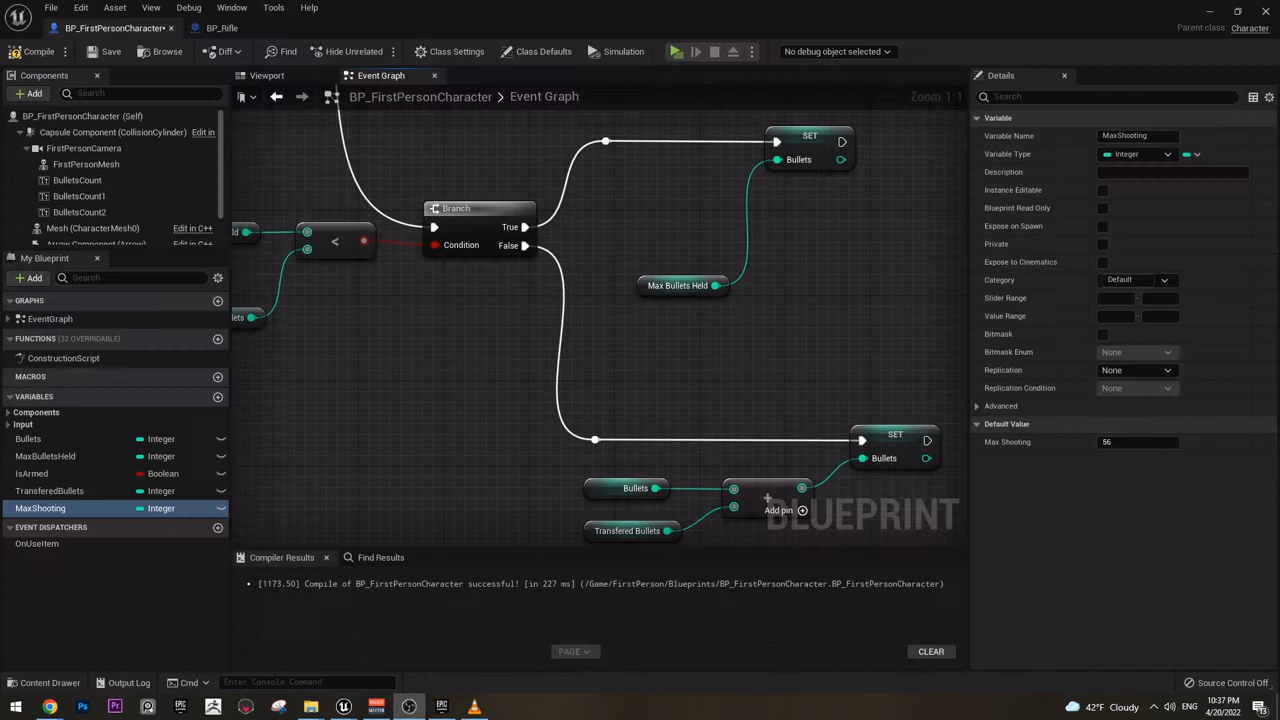 File Edit Asset View Debug Window Tools Help
BP_FirstPersonCharacter* BP_Rifle Parent class: Character
Compile Save Browse Diff Find Hide Unrelated Class Settings Class Defaults Simulation No debug object selected
Components
Add Search
BP_FirstPersonCharacter (Self)
Capsule Component (CollisionCylinder) Edit in
FirstPersonCamera
FirstPersonMesh
BulletsCount
BulletsCount1
BulletsCount2
Mesh (CharacterMesh0) Edit in C++
Arrow Component (Arrow) Edit in C++
My Blueprint
Add Search
GRAPHS
EventGraph
FUNCTIONS (32 OVERRIDABLE)
ConstructionScript
MACROS
VARIABLES
Components
Input
Bullets Integer
MaxBulletsHeld Integer
IsArmed Boolean
TransferedBullets Integer
MaxShooting Integer
EVENT DISPATCHERS
OnUseItem
Viewport Event Graph
BP_FirstPersonCharacter > Event Graph Zoom 1:1
SET
Bullets
Branch
True
ld < Condition False
Max Bullets Held
lets
SET
Bullets
Bullets
Add pin
Transfered Bullets
BLUEPRINT
Compiler Results Find Results
[1173.50] Compile of BP_FirstPersonCharacter successful! [in 227 ms] (/Game/FirstPerson/Blueprints/BP_FirstPersonCharacter.BP_FirstPersonCharacter)
PAGE CLEAR
Details
Search
Variable
Variable Name MaxShooting
Variable Type Integer
Description
Instance Editable
Blueprint Read Only
Expose on Spawn
Private
Expose to Cinematics
Category Default
Slider Range
Value Range
Bitmask
Bitmask Enum None
Replication None
Replication Condition None
Advanced
Default Value
Max Shooting 56
Content Drawer Output Log Cmd Enter Console Command Source Control Off
42°F Cloudy 10:37 PM
4/20/2022